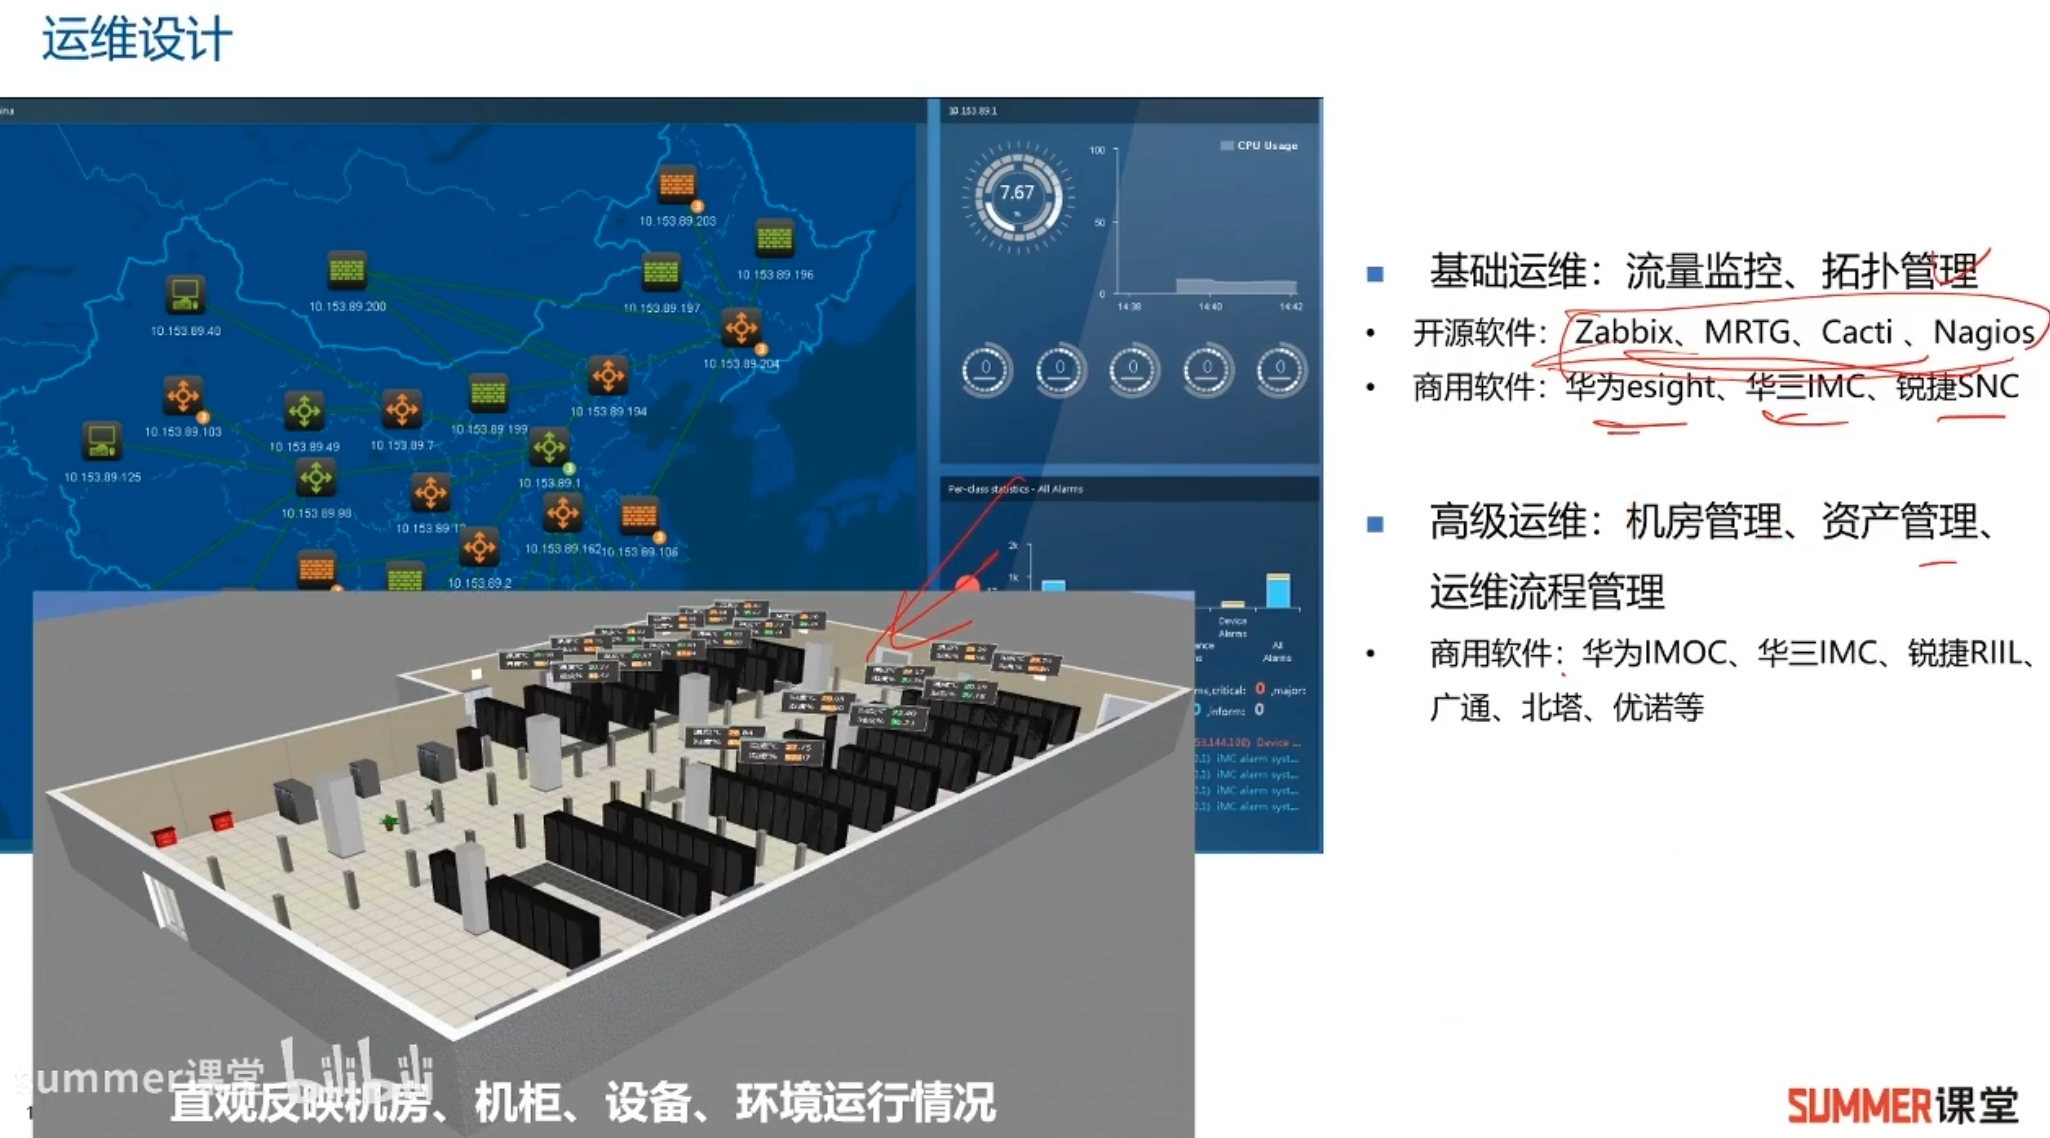 运维设计
10.153.89.1
CPU Usage
100
7.67
%
50
0
14:38
14:40
14:42
0
0
0
0
0
10.153.89.203
10.153.89.196
10.153.89.200
10.153.89.197
10.153.89.40
10.153.89.204
10.153.89.194
10.153.89.103
10.153.89.49
10.153.89.7
10.153.89.199
10.153.89.125
10.153.89.1
10.153.89.98
10.153.89.162
10.153.89.106
10.153.89.2
Per-class statistics - All Alarms
2k
1k
Device
Alarms
All
Alarms
ms,critical: 0 ,major:
,inform: 0
53.144.100) Device ...
iMC alarm syst...
iMC alarm syst...
iMC alarm syst...
基础运维：流量监控、拓扑管理
开源软件：Zabbix、MRTG、Cacti 、Nagios
商用软件：华为esight、华三IMC、锐捷SNC
高级运维：机房管理、资产管理、
运维流程管理
商用软件：华为IMOC、华三IMC、锐捷RIIL、
广通、北塔、优诺等
summer课堂 bilibili
直观反映机房、机柜、设备、环境运行情况
SUMMER课堂